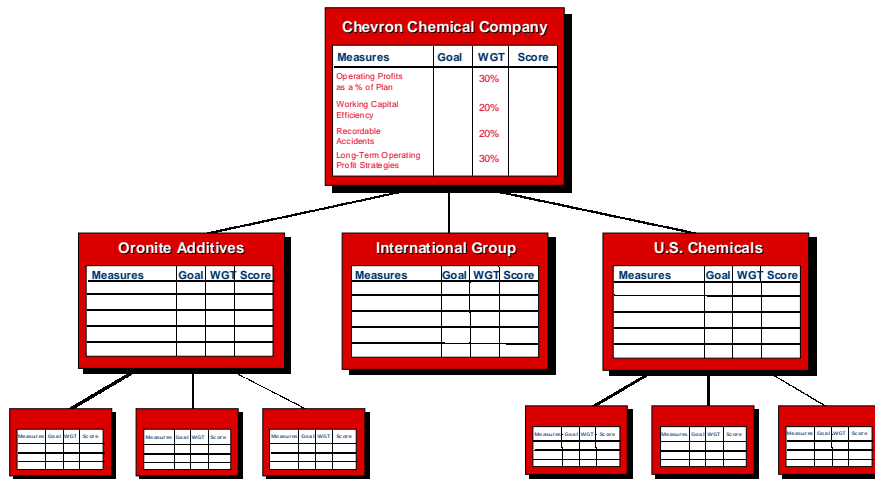 Chevron Chemical Company
Measures Goal WGT Score
Operating Profits
as a % of Plan 30%
Working Capital
Efficiency 20%
Recordable
Accidents 20%
Long-Term Operating
Profit Strategies 30%
Oronite Additives
Measures Goal WGT Score
International Group
Measures Goal WGT Score
U.S. Chemicals
Measures Goal WGT Score
Measures Goal WGT Score
Measures Goal WGT Score
Measures Goal WGT Score
Measures Goal WGT Score
Measures Goal WGT Score
Measures Goal WGT Score